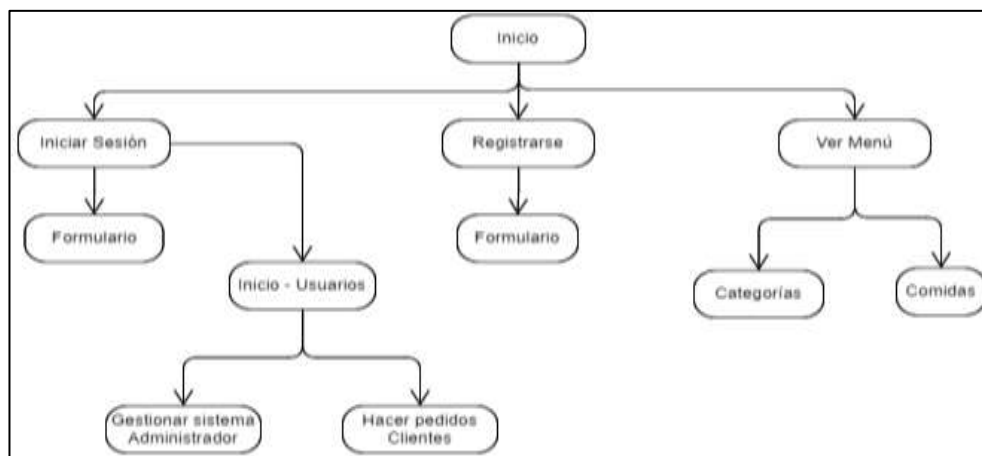 Inicio
Iniciar Sesión
Registrarse
Ver Menú
Formulario
Formulario
Inicio - Usuarios
Categorías
Comidas
Gestionar sistema
Administrador
Hacer pedidos
Clientes